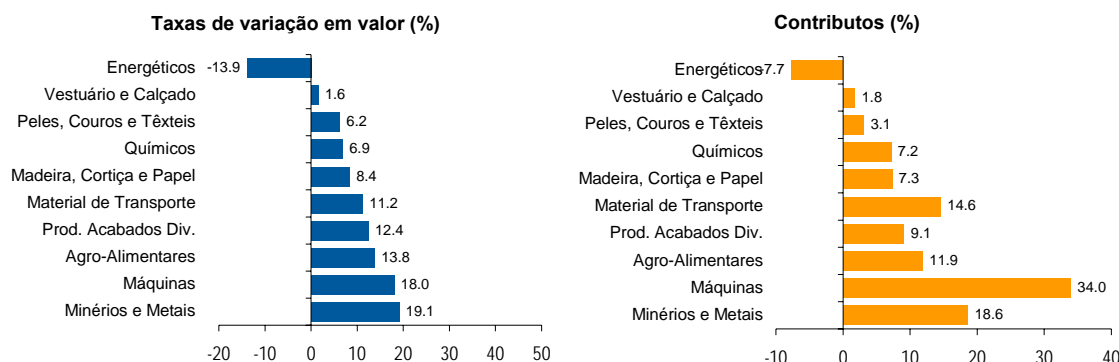 Taxas de variação em valor (%)
Energéticos -13.9
Vestuário e Calçado 1.6
Peles, Couros e Têxteis 6.2
Químicos 6.9
Madeira, Cortiça e Papel 8.4
Material de Transporte 11.2
Prod. Acabados Div. 12.4
Agro-Alimentares 13.8
Máquinas 18.0
Minérios e Metais 19.1
-20 -10 0 10 20 30 40 50
Contributos (%)
Energéticos -7.7
Vestuário e Calçado 1.8
Peles, Couros e Têxteis 3.1
Químicos 7.2
Madeira, Cortiça e Papel 7.3
Material de Transporte 14.6
Prod. Acabados Div. 9.1
Agro-Alimentares 11.9
Máquinas 34.0
Minérios e Metais 18.6
-10 0 10 20 30 40